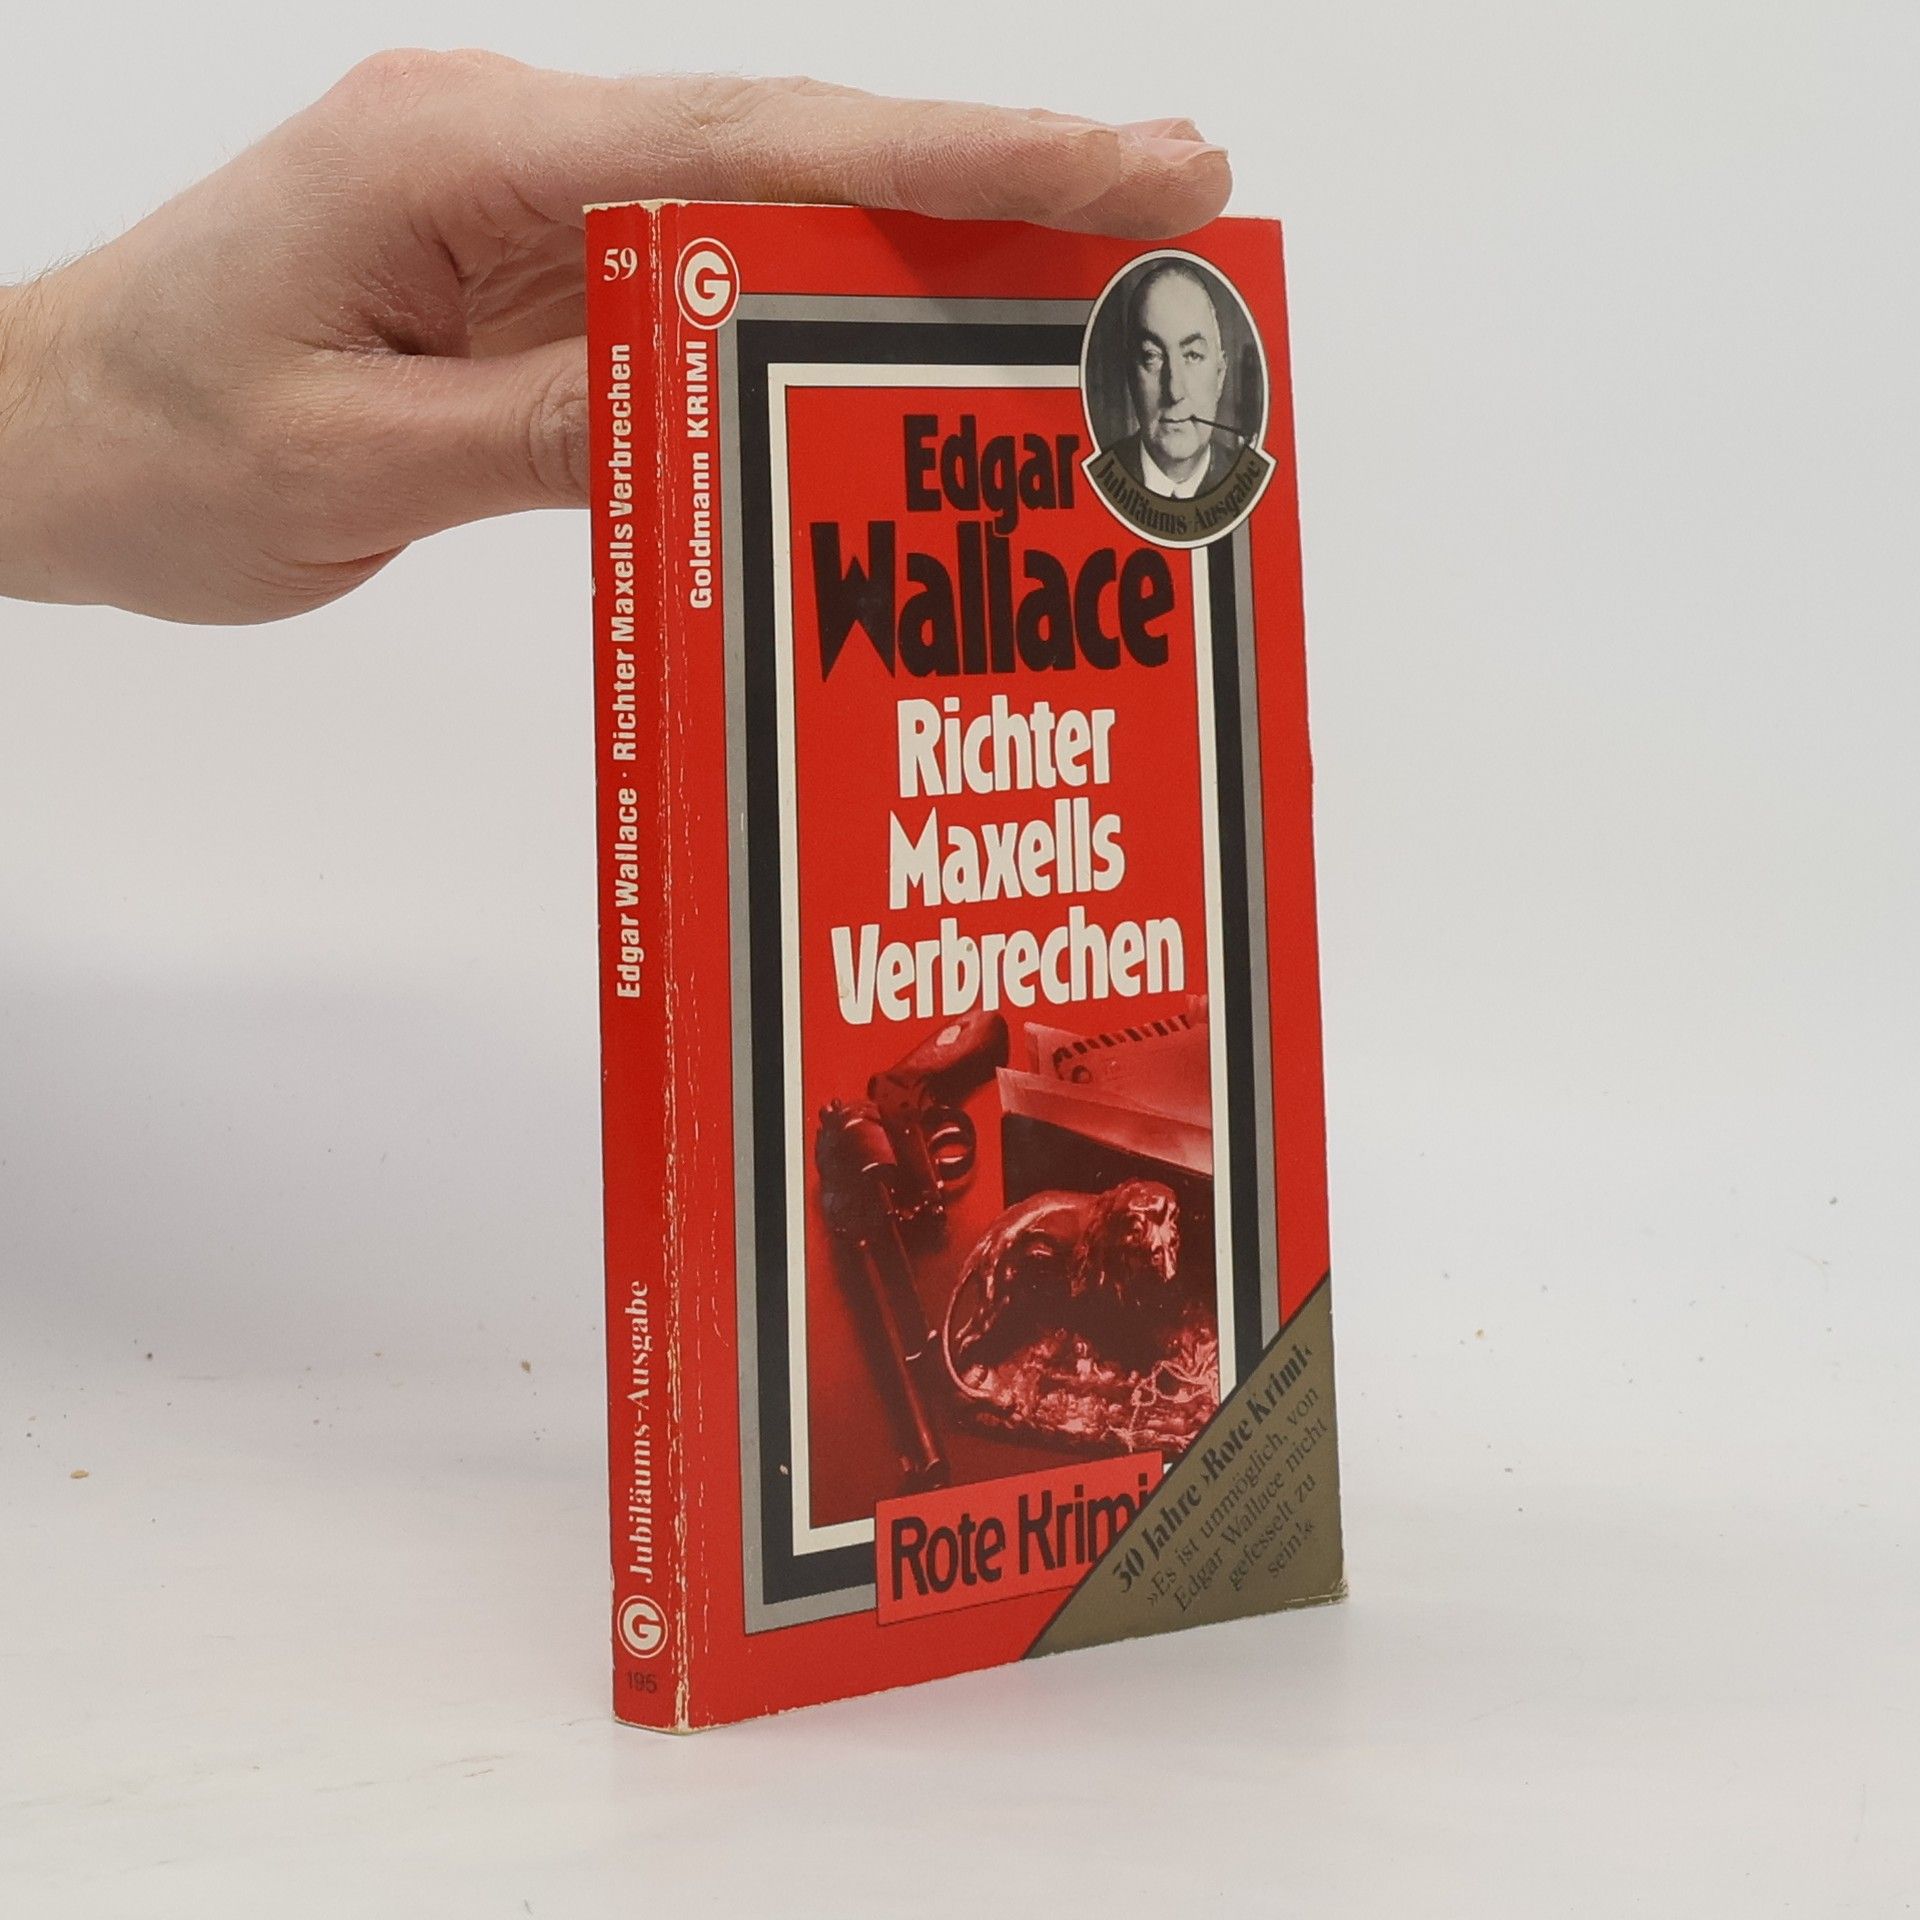 59
Edgar Wallace · Richter Maxells Verbrechen
Jubiläums-Ausgabe
G
195
G
Goldmann KRIMI
Jubiläums-Ausgabe
Edgar
Wallace
Richter
Maxells
Verbrechen
Rote Krimi
30 Jahre ›Rote Krimi‹
»Es ist unmöglich, von
Edgar Wallace nicht
gefesselt zu
sein!«